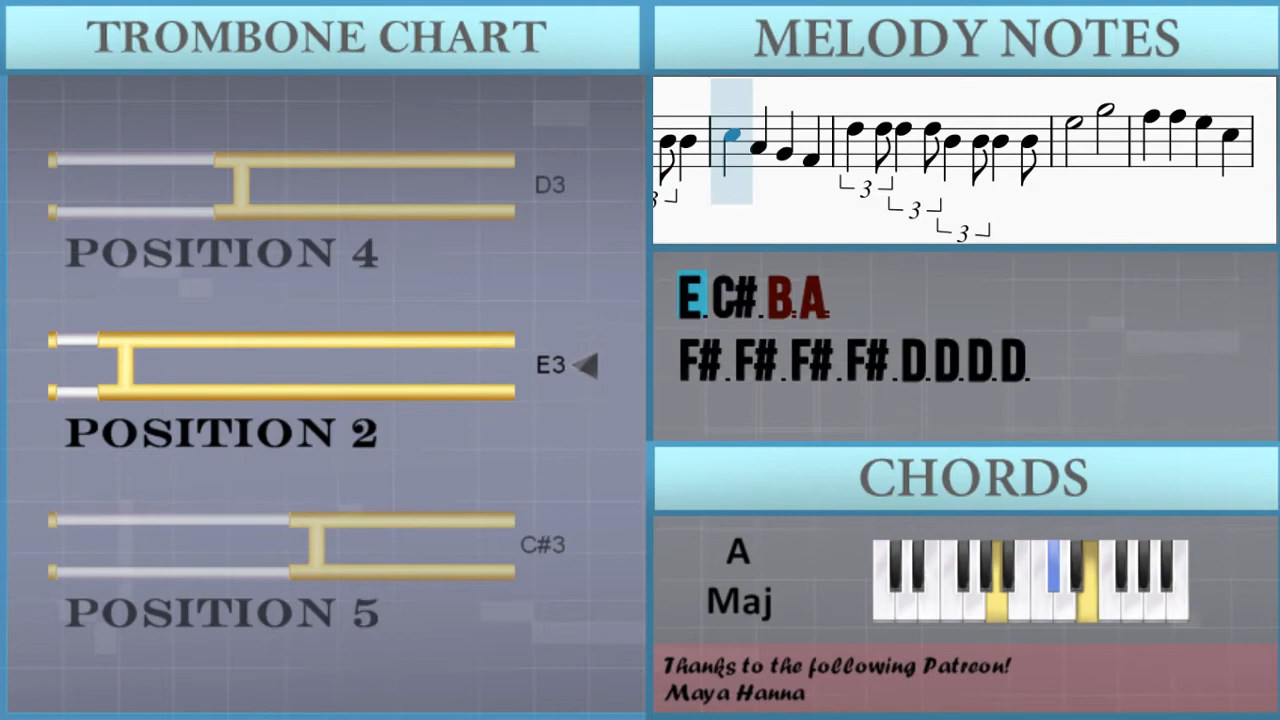 TROMBONE CHART
D3
POSITION 4
E3
POSITION 2
C#3
POSITION 5
MELODY NOTES
3
3
3
3
E.C#.B.A.
F#.F#.F#.F#.D.D.D.D.
CHORDS
A
Maj
Thanks to the following Patreon!
Maya Hanna